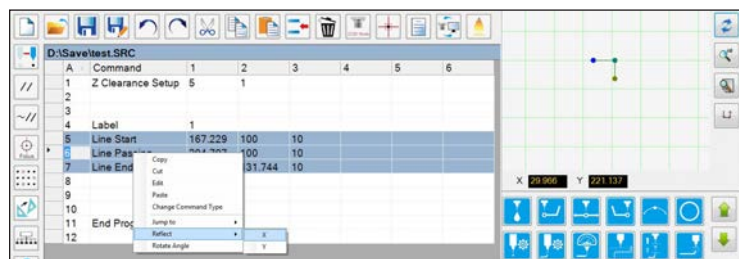 D:\Save\test.SRC
A Command 1 2 3 4 5 6
1 Z Clearance Setup 5 1
2
3
4 Label 1
5 Line Start 167.229 100 10
6 Line Passing 100 10
7 Line End 31.744 10
8
9
10
11 End Prog
12
Copy
Cut
Edit
Paste
Change Command Type
Jump to
Reflect
Rotate Angle
X
Y
X 29.966 Y 221.137